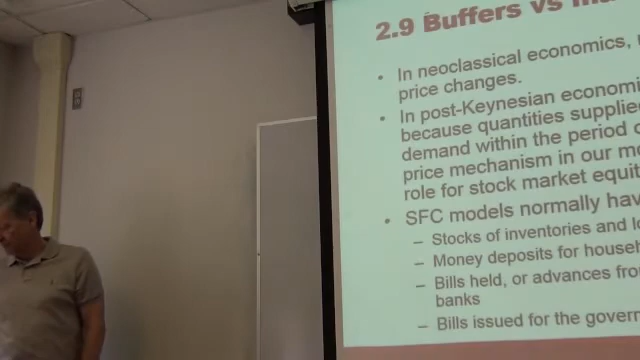 2.9 Buffers vs
• In neoclassical economics,
price changes.
• In post-Keynesian economi
because quantities supplie
demand within the period o
price mechanism in our mo
role for stock market equit
• SFC models normally hav
– Stocks of inventories and lo
– Money deposits for househ
– Bills held, or advances fro
banks
– Bills issued for the govern